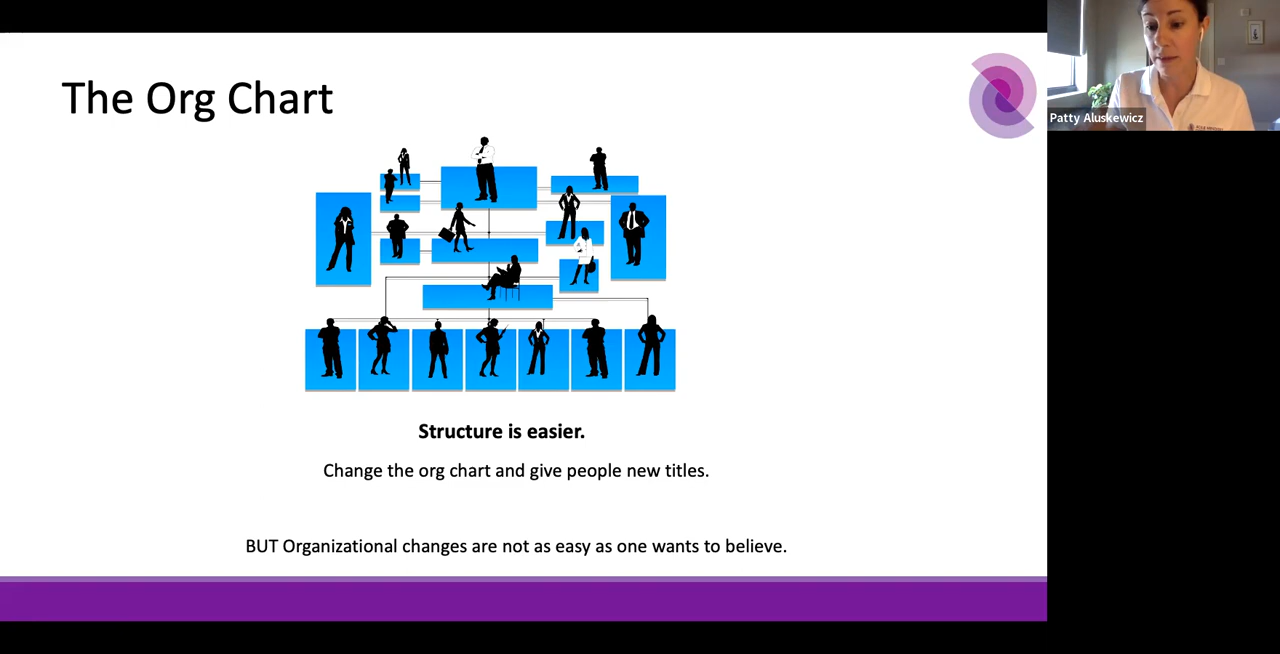 The Org Chart
Patty Aluskewicz
Structure is easier.
Change the org chart and give people new titles.
BUT Organizational changes are not as easy as one wants to believe.